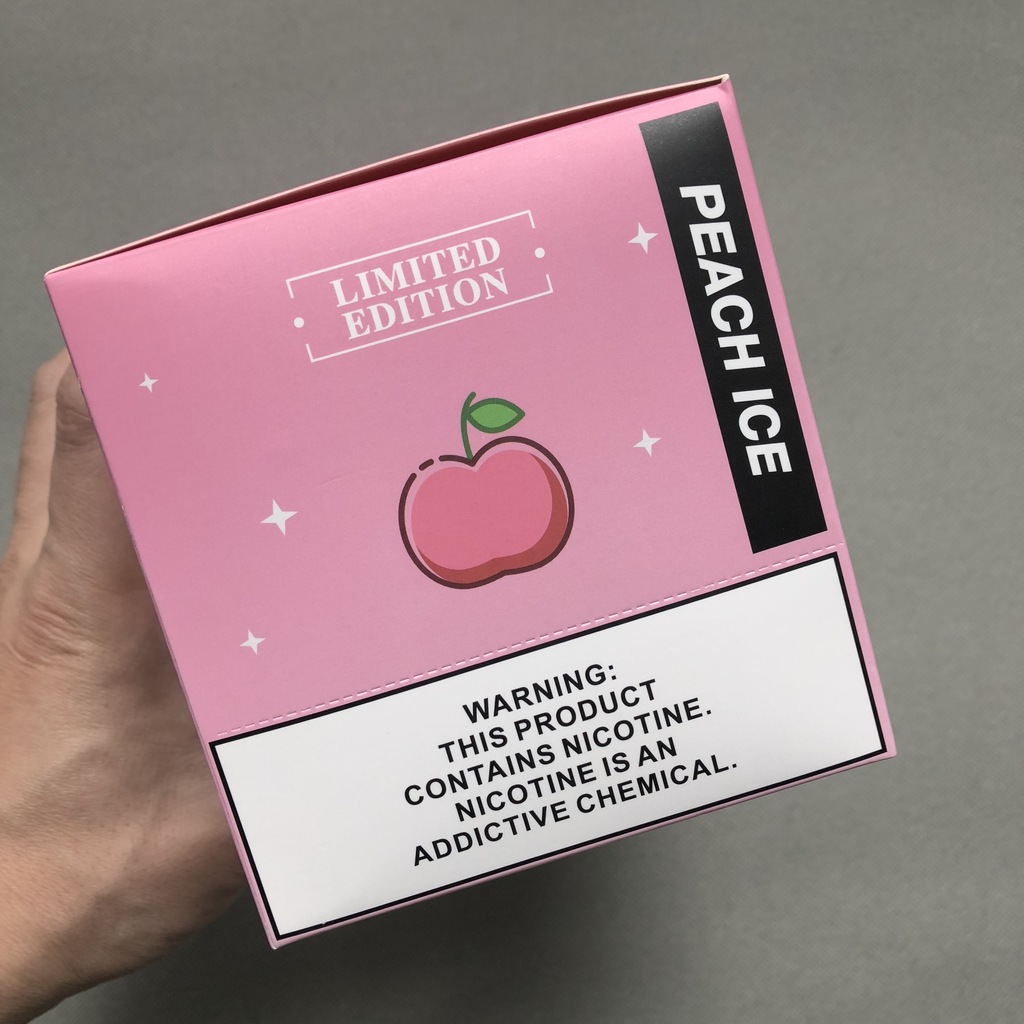 LIMITED
EDITION
PEACH ICE
WARNING:
THIS PRODUCT
CONTAINS NICOTINE.
NICOTINE IS AN
ADDICTIVE CHEMICAL.